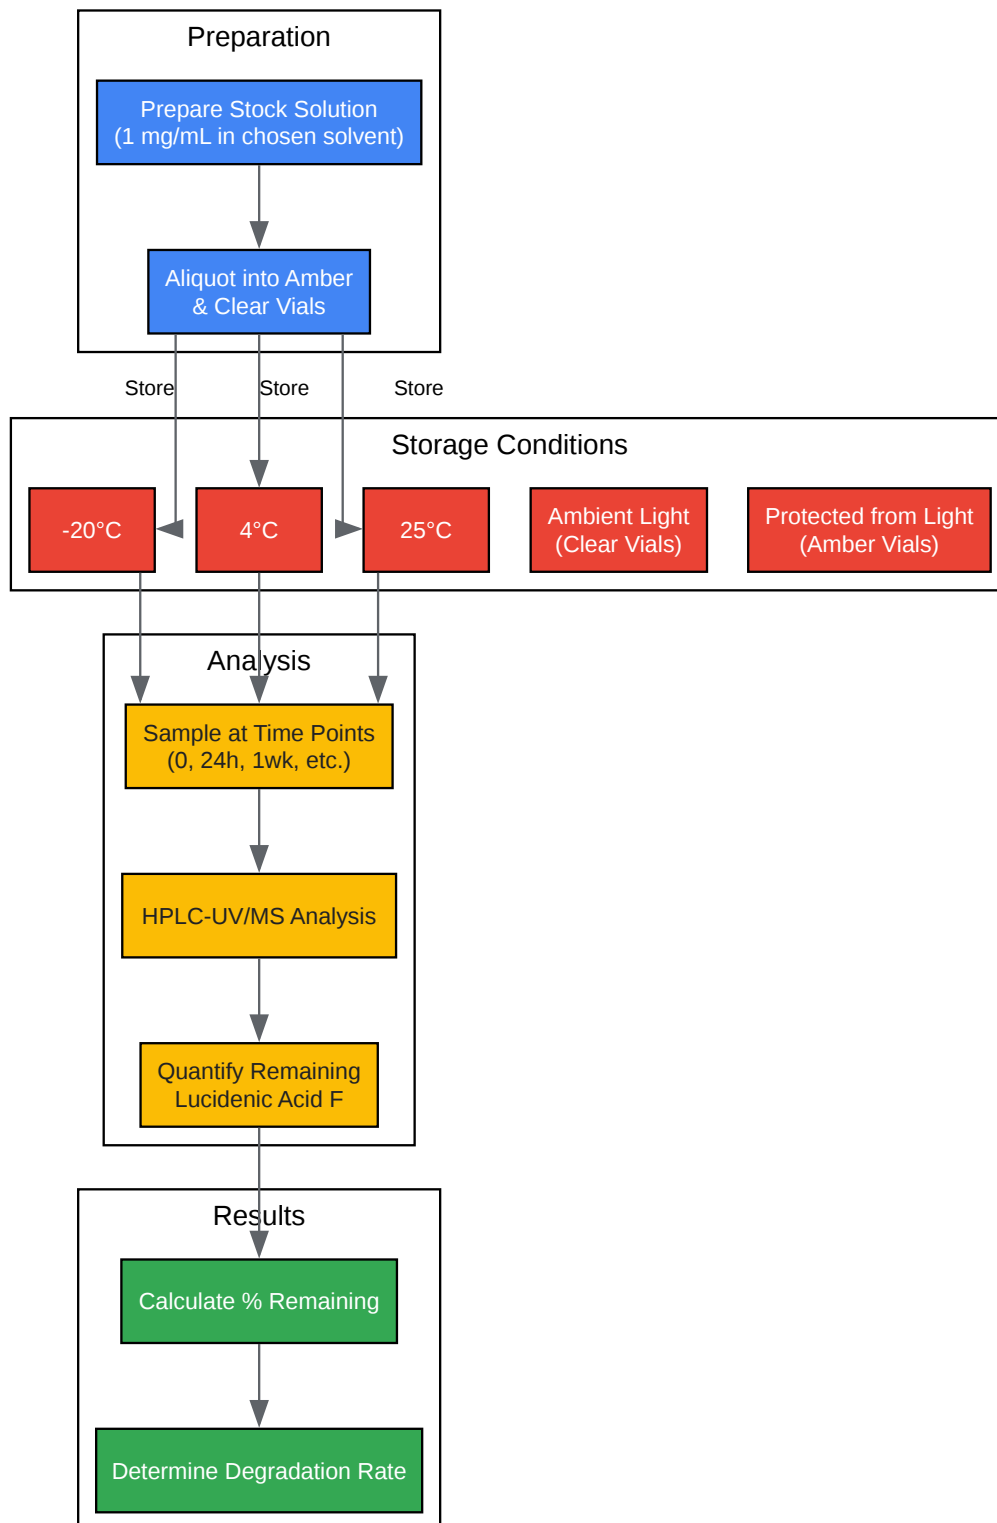 Preparation
Prepare Stock Solution
(1 mg/mL in chosen solvent)
Aliquot into Amber
& Clear Vials
Store
Store
Store
Storage Conditions
-20°C
4°C
25°C
Ambient Light
(Clear Vials)
Protected from Light
(Amber Vials)
Analysis
Sample at Time Points
(0, 24h, 1wk, etc.)
HPLC-UV/MS Analysis
Quantify Remaining
Lucidenic Acid F
Results
Calculate % Remaining
Determine Degradation Rate